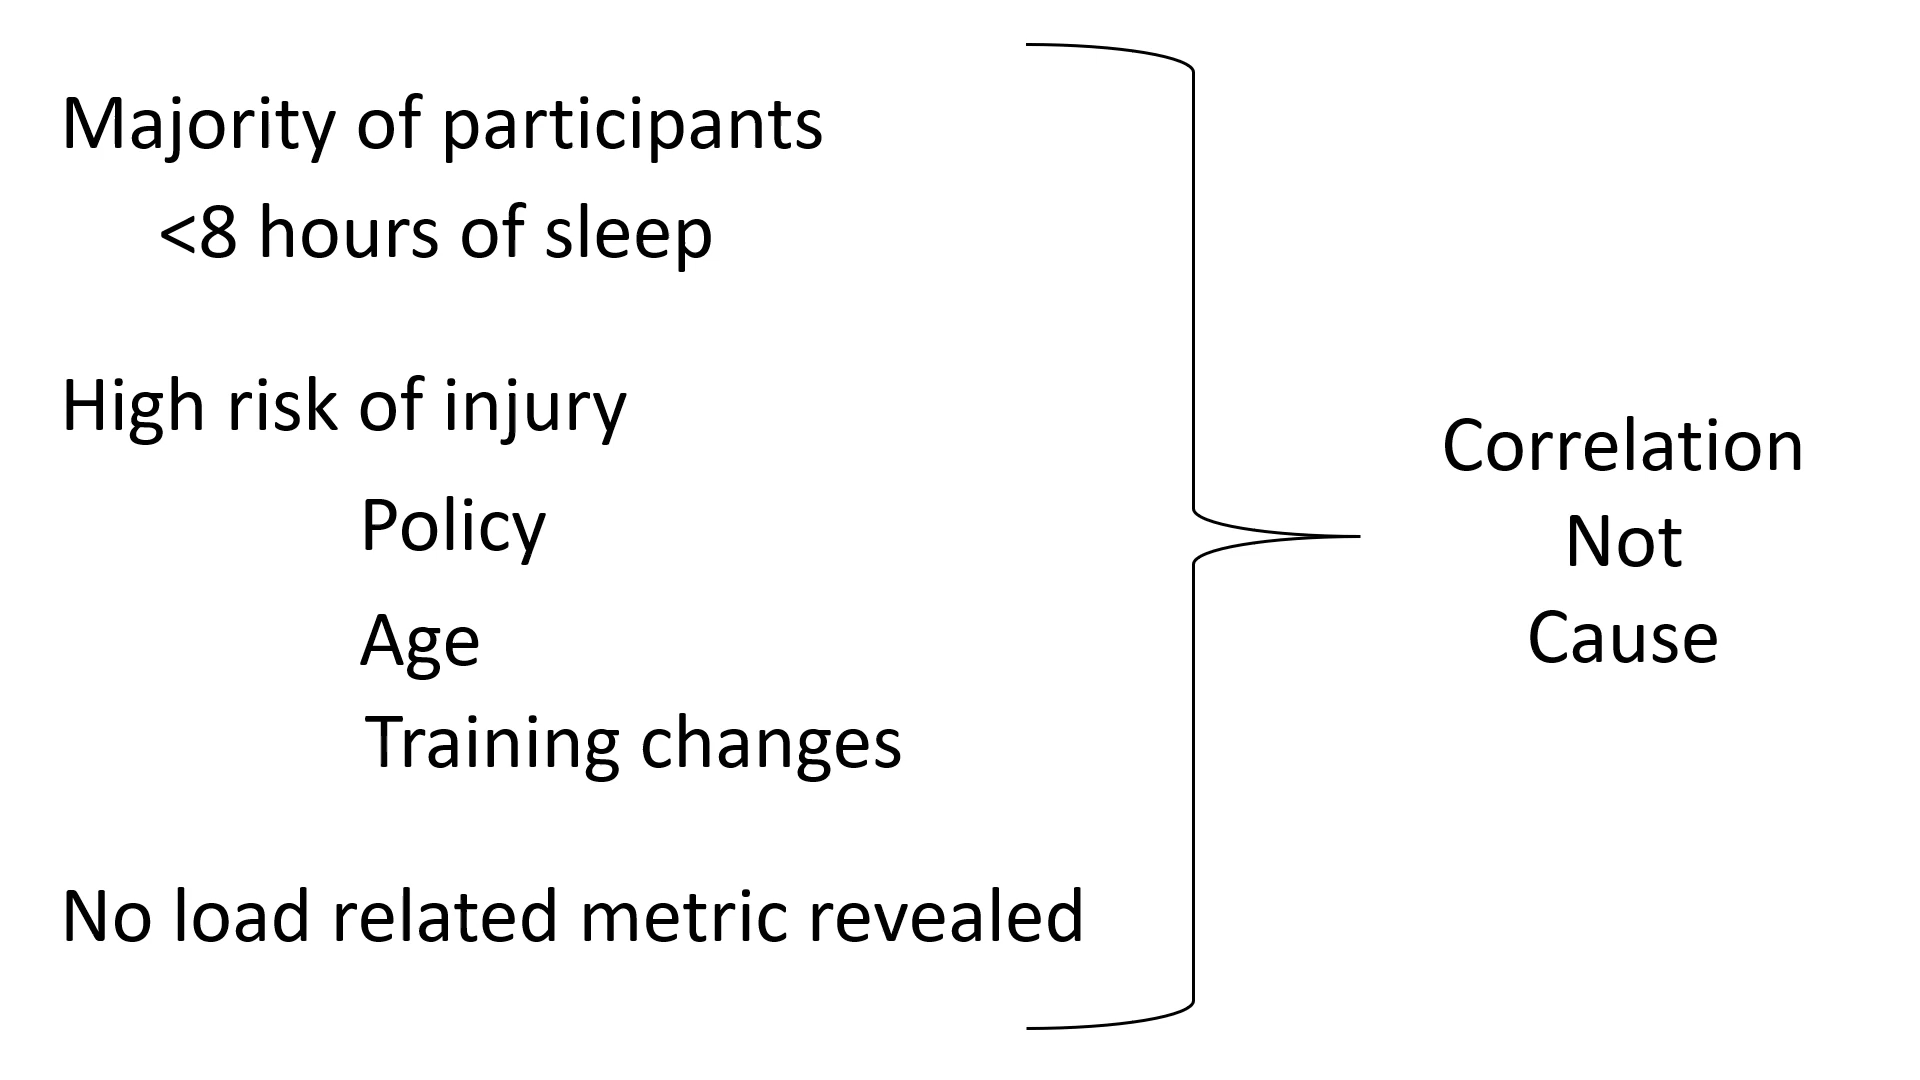 Majority of participants
<8 hours of sleep
High risk of injury
Policy
Age
Training changes
No load related metric revealed
Correlation
Not
Cause